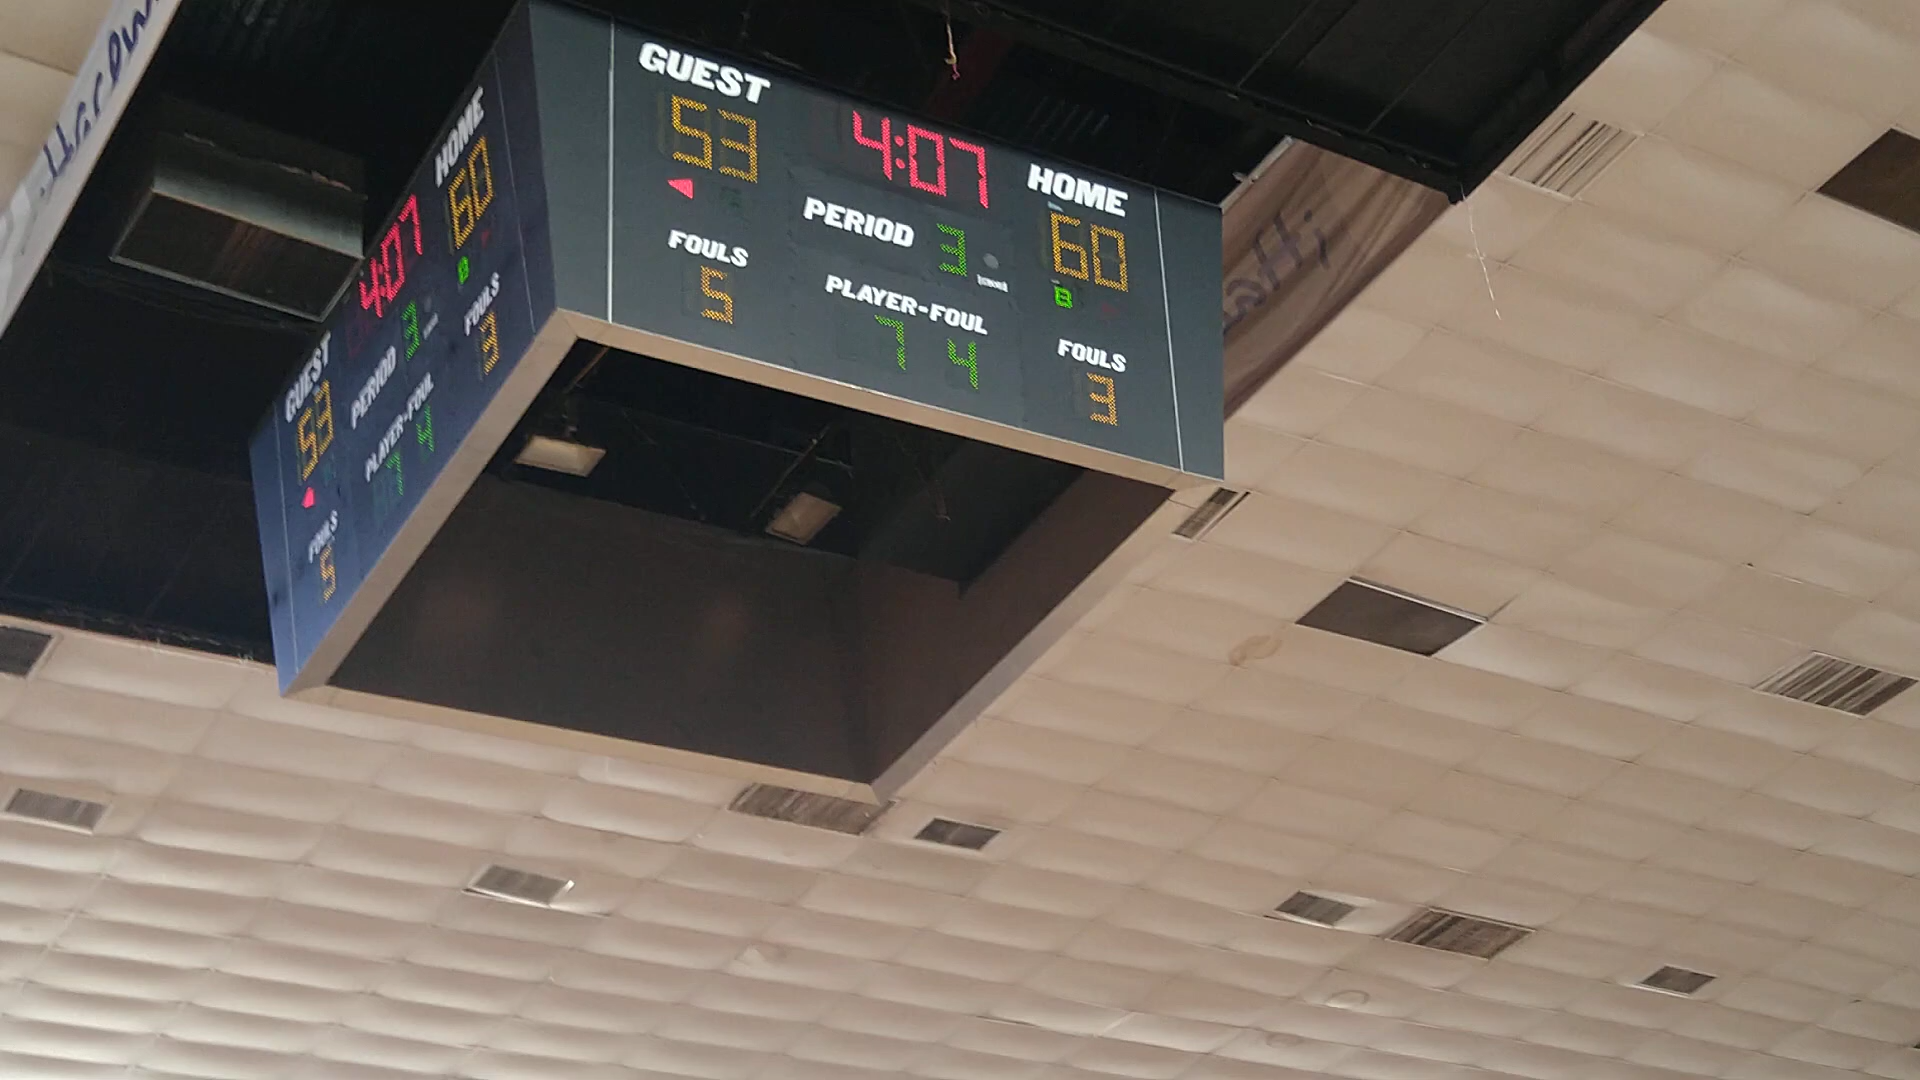 GUEST
53
4:07
HOME
60
PERIOD 3
B
FOULS
5
PLAYER-FOUL
7 4
FOULS
3
HOME
60
4:07
B
GUEST
53
PERIOD 3
FOULS
3
PLAYER-FOUL
7 4
FOULS
5